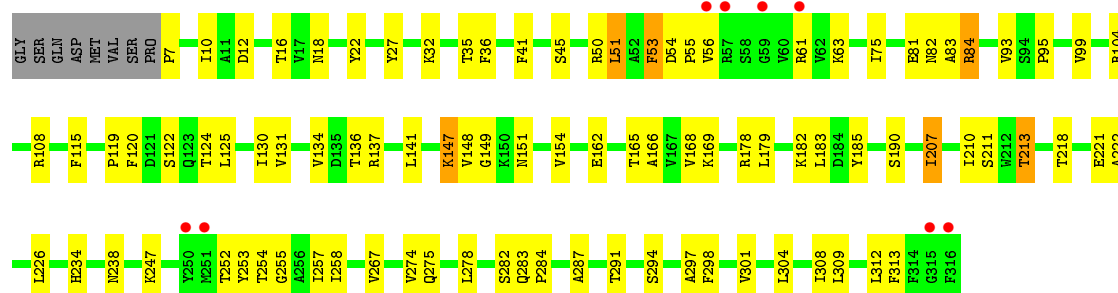 GLY SER GLN ASP MET VAL SER PRO P7 I10 A11 D12 T16 V17 N18 Y22 Y27 K32 T35 F36 F41 S45 R50 L51 A52 F53 D54 P55 V56 R57 S58 G59 V60 R61 V62 K63 I75 E81 N82 A83 R84 V93 S94 P95 V99
R108 F115 P119 F120 D121 S122 Q123 T124 L125 I130 V131 V134 D135 T136 R137 L141 K147 V148 G149 K150 N151 V154 E162 T165 A166 V167 V168 K169 R178 L179 K182 L183 D184 Y185 S190 I207 I210 S211 W212 T213 T218 E221
L226 H234 N238 K247 Y250 M251 T252 Y253 T254 G255 A256 I257 I258 V267 V274 Q275 L278 S282 Q283 P284 A287 T291 S294 A297 F298 V301 L304 I308 L309 L312 F313 F314 G315 F316